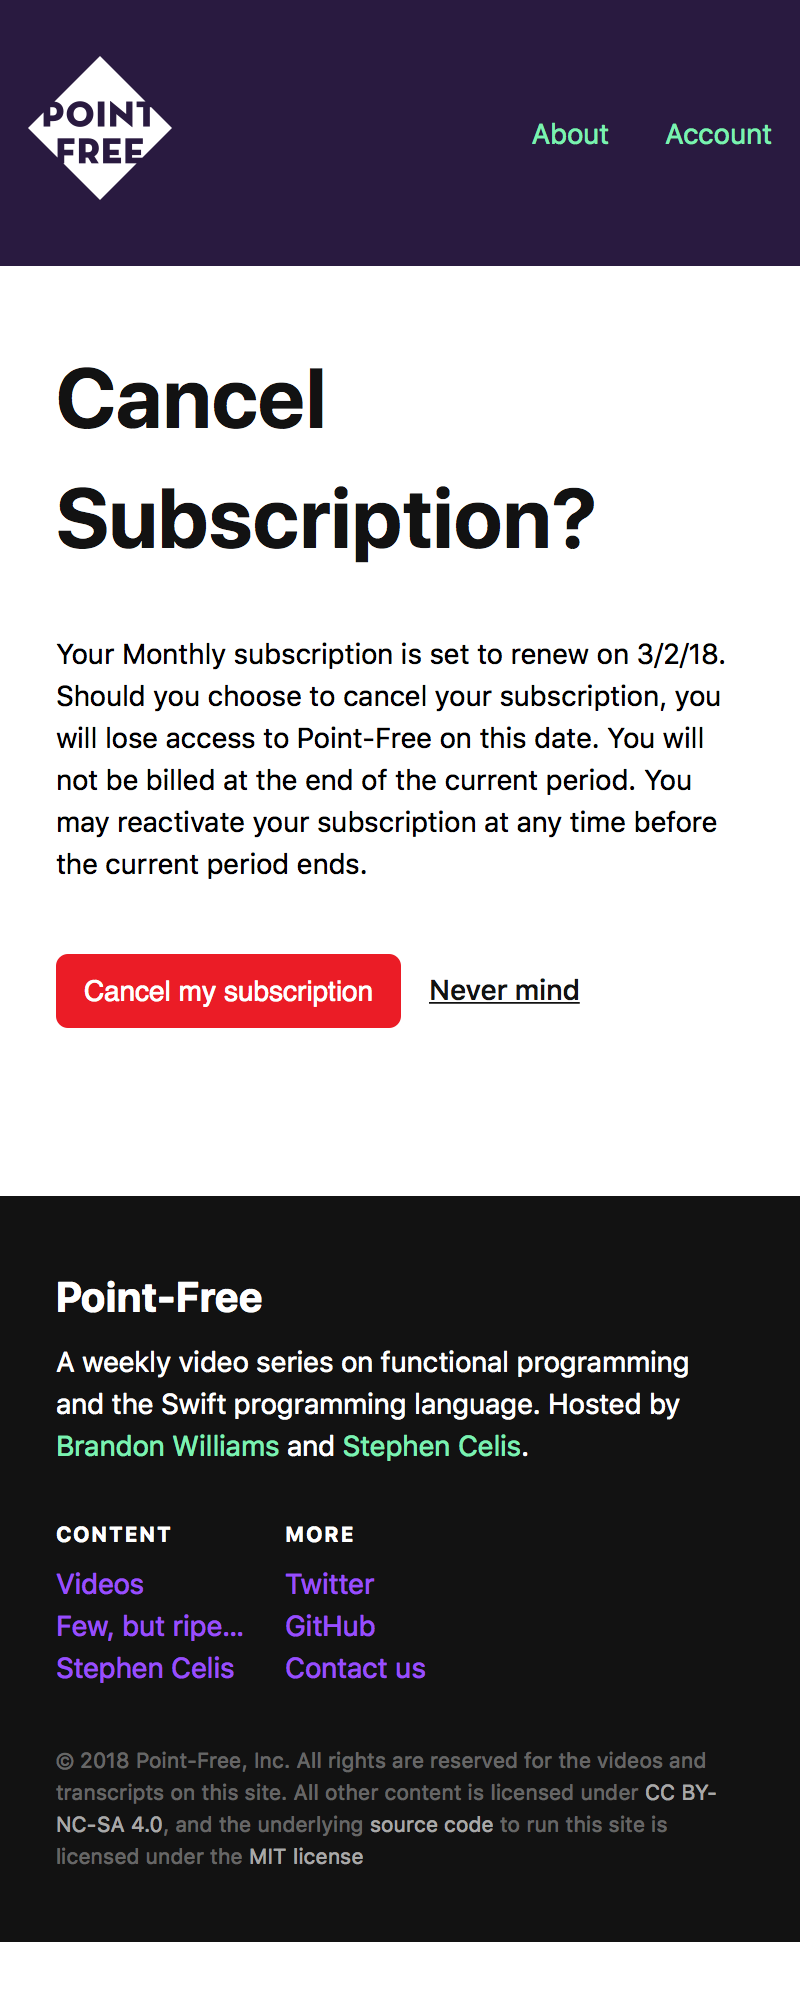 POINT
FREE
About
Account
Cancel
Subscription?
Your Monthly subscription is set to renew on 3/2/18.
Should you choose to cancel your subscription, you
will lose access to Point-Free on this date. You will
not be billed at the end of the current period. You
may reactivate your subscription at any time before
the current period ends.
Cancel my subscription
Never mind
Point-Free
A weekly video series on functional programming
and the Swift programming language. Hosted by
Brandon Williams and Stephen Celis.
CONTENT
Videos
Few, but ripe...
Stephen Celis
MORE
Twitter
GitHub
Contact us
© 2018 Point-Free, Inc. All rights are reserved for the videos and
transcripts on this site. All other content is licensed under CC BY-
NC-SA 4.0, and the underlying source code to run this site is
licensed under the MIT license